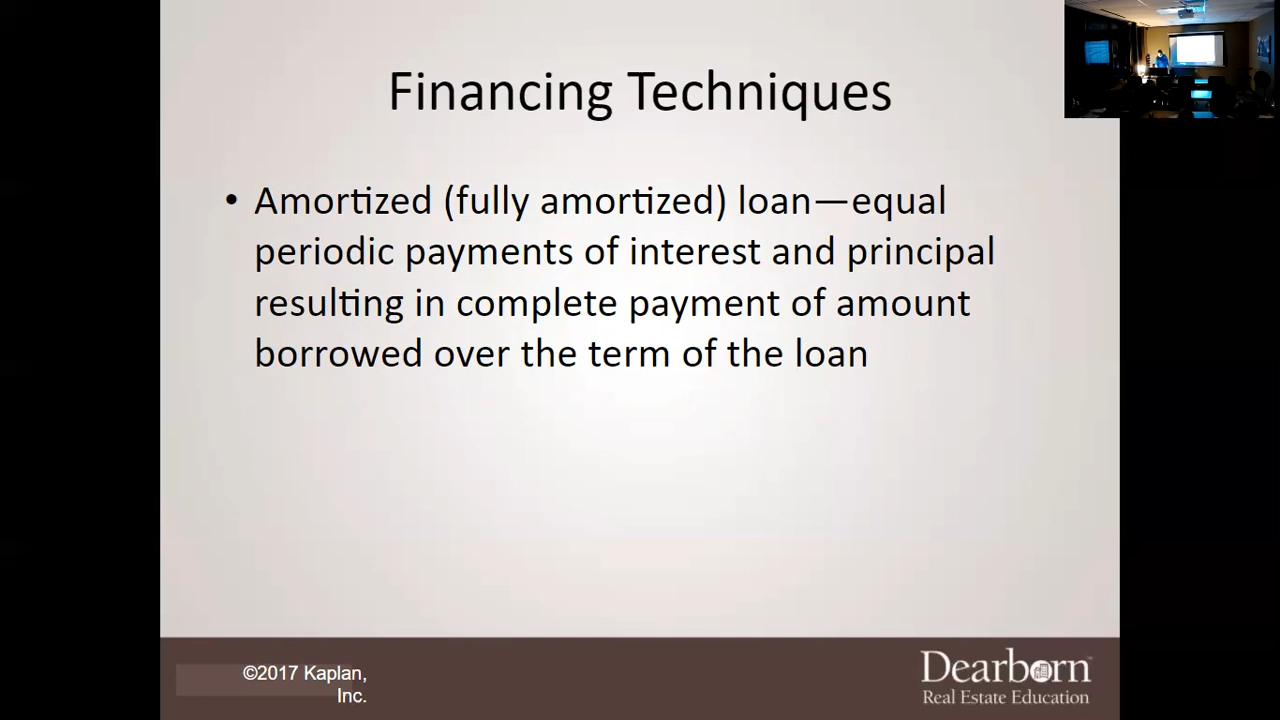 Financing Techniques
• Amortized (fully amortized) loan—equal
periodic payments of interest and principal
resulting in complete payment of amount
borrowed over the term of the loan
©2017 Kaplan,
Inc.
Dearborn™
Real Estate Education